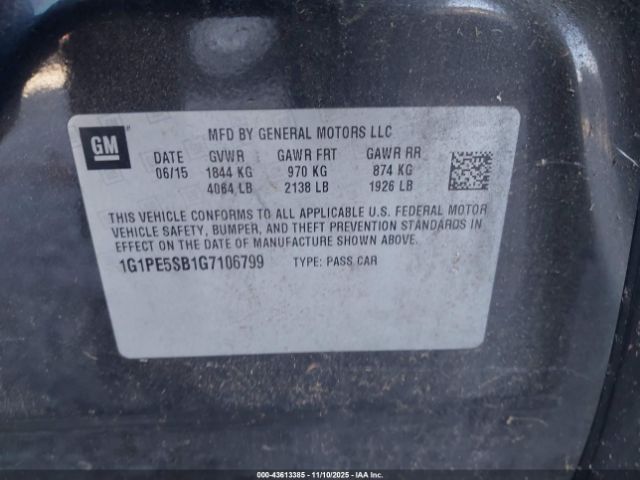 GM
MFD BY GENERAL MOTORS LLC
DATE GVWR GAWR FRT GAWR RR
06/15 1844 KG 970 KG 874 KG
4064 LB 2138 LB 1926 LB
THIS VEHICLE CONFORMS TO ALL APPLICABLE U.S. FEDERAL MOTOR
VEHICLE SAFETY, BUMPER, AND THEFT PREVENTION STANDARDS IN
EFFECT ON THE DATE OF MANUFACTURE SHOWN ABOVE.
1G1PE5SB1G7106799 TYPE: PASS CAR
000-43613385 - 11/10/2025 - IAA Corp.